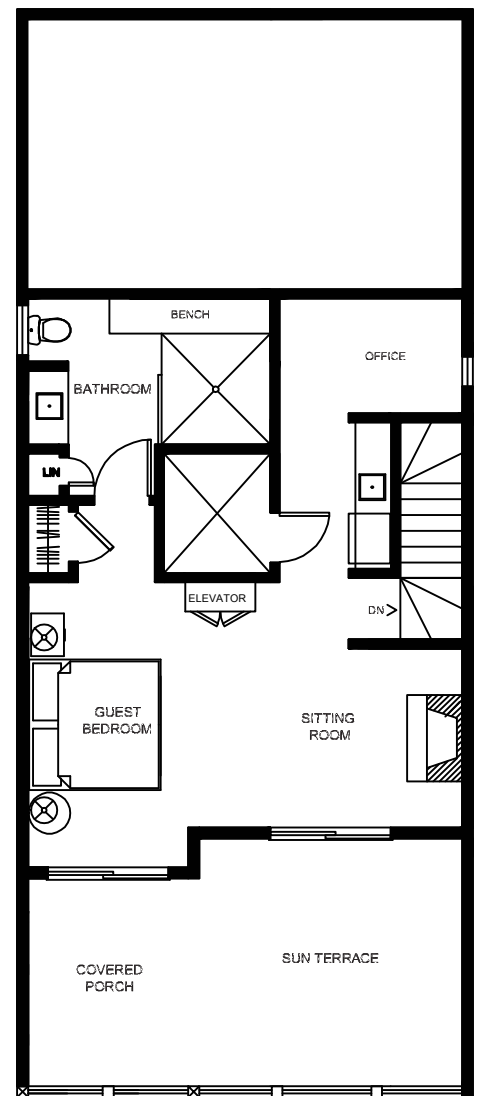 BENCH
OFFICE
BATHROOM
LIN
ELEVATOR
DN
GUEST
BEDROOM
SITTING
ROOM
SUN TERRACE
COVERED
PORCH